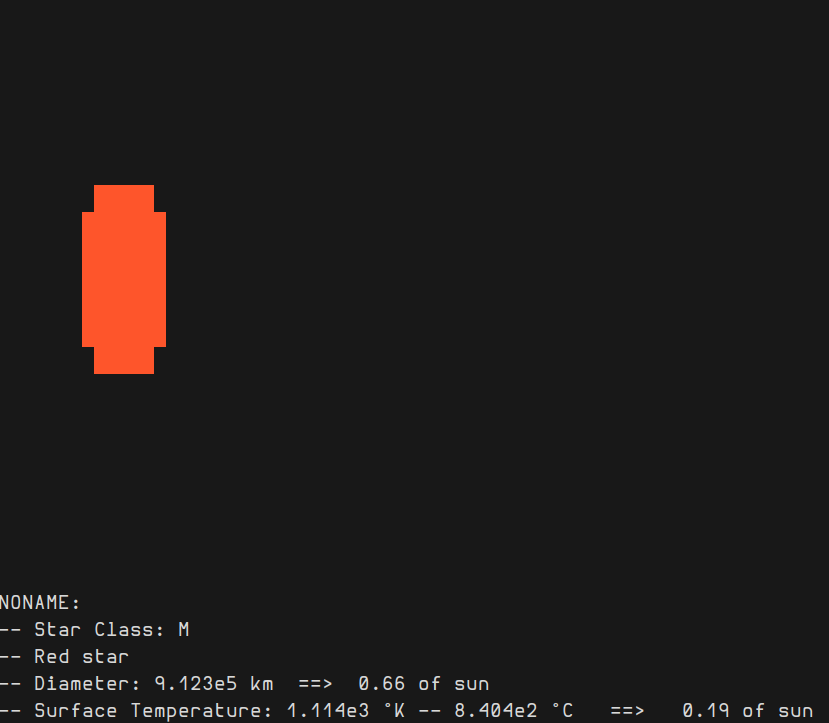 NONAME:
-- Star Class: M
-- Red star
-- Diameter: 9.123e5 km  ==>  0.66 of sun
-- Surface Temperature: 1.114e3 °K -- 8.404e2 °C   ==>   0.19 of sun